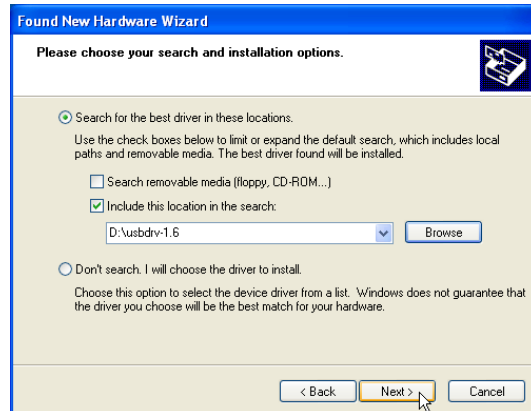 Found New Hardware Wizard
Please choose your search and installation options.
Search for the best driver in these locations.
Use the check boxes below to limit or expand the default search, which includes local
paths and removable media. The best driver found will be installed.
Search removable media (floppy, CD-ROM...)
Include this location in the search:
D:\usbdrv-1.6
Browse
Don't search. I will choose the driver to install.
Choose this option to select the device driver from a list. Windows does not guarantee that
the driver you choose will be the best match for your hardware.
< Back Next > Cancel